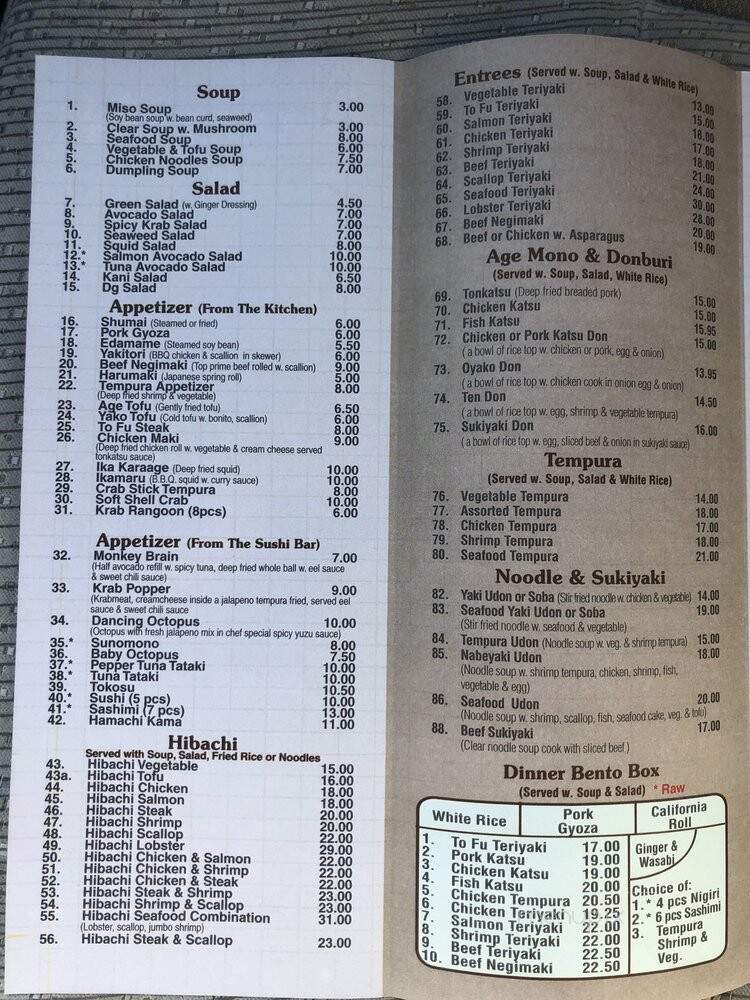 Soup
1. Miso Soup 3.00
(Soy bean soup w. bean curd, seaweed)
2. Clear Soup w. Mushroom 3.00
3. Seafood Soup 8.00
4. Vegetable & Tofu Soup 6.00
5. Chicken Noodles Soup 7.50
6. Dumpling Soup 7.00
Salad
7. Green Salad (w. Ginger Dressing) 4.50
8. Avocado Salad 7.00
9. Spicy Krab Salad 7.00
10. Seaweed Salad 7.00
11. Squid Salad 8.00
12.* Salmon Avocado Salad 10.00
13.* Tuna Avocado Salad 10.00
14. Kani Salad 6.50
15. Dg Salad 8.00
Appetizer (From The Kitchen)
16. Shumai (Steamed or fried) 6.00
17. Pork Gyoza 6.00
18. Edamame (Steamed soy bean) 5.50
19. Yakitori (BBQ chicken & scallion in skewer) 6.00
20. Beef Negimaki (Top prime beef rolled w. scallion) 9.00
21. Harumaki (Japanese spring roll) 5.00
22. Tempura Appetizer 8.00
(Deep fried shrimp & vegetable)
23. Age Tofu (Gently fried tofu) 6.50
24. Yako Tofu (Cold tofu w. bonito, scallion) 6.00
25. To Fu Steak 8.00
26. Chicken Maki 9.00
(Deep fried chicken roll w. vegetable & cream cheese served
tonkatsu sauce)
27. Ika Karaage (Deep fried squid) 10.00
28. Ikamaru (B.B.Q. squid w. curry sauce) 10.00
29. Crab Stick Tempura 8.00
30. Soft Shell Crab 10.00
31. Krab Rangoon (8pcs) 6.00
Appetizer (From The Sushi Bar)
32. Monkey Brain 7.00
(Half avocado refill w. spicy tuna, deep fried whole ball w. eel sauce
& sweet chili sauce)
33. Krab Popper 9.00
(Krabmeat, creamcheese inside a jalapeno tempura fried, served eel
sauce & sweet chili sauce
34. Dancing Octopus 10.00
(Octopus with fresh jalapeno mix in chef special spicy yuzu sauce)
35.* Sunomono 8.00
36. Baby Octopus 7.50
37.* Pepper Tuna Tataki 10.00
38.* Tuna Tataki 10.00
39. Tokosu 10.50
40.* Sushi (5 pcs) 10.00
41.* Sashimi (7 pcs) 13.00
42. Hamachi Kama 11.00
Hibachi
Served with Soup, Salad, Fried Rice or Noodles
43. Hibachi Vegetable 15.00
43a. Hibachi Tofu 16.00
44. Hibachi Chicken 18.00
45. Hibachi Salmon 18.00
46. Hibachi Steak 20.00
47. Hibachi Shrimp 20.00
48. Hibachi Scallop 22.00
49. Hibachi Lobster 29.00
50. Hibachi Chicken & Salmon 22.00
51. Hibachi Chicken & Shrimp 22.00
52. Hibachi Chicken & Steak 22.00
53. Hibachi Steak & Shrimp 23.00
54. Hibachi Shrimp & Scallop 23.00
55. Hibachi Seafood Combination 31.00
(Lobster, scallop, jumbo shrimp)
56. Hibachi Steak & Scallop 23.00
Entrees (Served w. Soup, Salad & White Rice)
58. Vegetable Teriyaki 13.00
59. To Fu Teriyaki 15.00
60. Salmon Teriyaki 18.00
61. Chicken Teriyaki 17.00
62. Shrimp Teriyaki 18.00
63. Beef Teriyaki 21.00
64. Scallop Teriyaki 24.00
65. Seafood Teriyaki 30.00
66. Lobster Teriyaki 28.00
67. Beef Negimaki 20.00
68. Beef or Chicken w. Asparagus 19.00
Age Mono & Donburi
(Served w. Soup, Salad, White Rice)
69. Tonkatsu (Deep fried breaded pork) 15.00
70. Chicken Katsu 15.00
71. Fish Katsu 15.95
72. Chicken or Pork Katsu Don 15.00
( a bowl of rice top w. chicken or pork, egg & onion)
73. Oyako Don 13.95
( a bowl of rice top w. chicken cook in onion egg & onion)
74. Ten Don 14.50
( a bowl of rice top w. egg, shrimp & vegetable tempura)
75. Sukiyaki Don 16.00
( a bowl of rice top w. egg, sliced beef & onion in sukiyaki sauce)
Tempura
(Served w. Soup, Salad & White Rice)
76. Vegetable Tempura 14.00
77. Assorted Tempura 18.00
78. Chicken Tempura 17.00
79. Shrimp Tempura 18.00
80. Seafood Tempura 21.00
Noodle & Sukiyaki
82. Yaki Udon or Soba (Stir fried noodle w. chicken & vegetable) 14.00
83. Seafood Yaki Udon or Soba 19.00
(Stir fried noodle w. seafood & vegetable)
84. Tempura Udon (Noodle soup w. veg. & shrimp tempura) 15.00
85. Nabeyaki Udon 18.00
(Noodle soup w. shrimp tempura, chicken, shrimp, fish,
vegetable & egg)
86. Seafood Udon 20.00
(Noodle soup w. shrimp, scallop, fish, seafood cake, veg. & tofu)
88. Beef Sukiyaki 17.00
(Clear noodle soup cook with sliced beef )
Dinner Bento Box
(Served w. Soup & Salad) * Raw
White Rice
Pork
Gyoza
California
Roll
1. To Fu Teriyaki 17.00
2. Pork Katsu 19.00
3. Chicken Katsu 19.00
4. Fish Katsu 20.00
5. Chicken Tempura 20.50
6. Chicken Teriyaki 19.25
7. Salmon Teriyaki 22.00
8. Shrimp Teriyaki 22.00
9. Beef Teriyaki 22.50
10. Beef Negimaki 22.50
Ginger &
Wasabi
Choice of:
1. * 4 pcs Nigiri
2. * 6 pcs Sashimi
3. Tempura
Shrimp &
Veg.